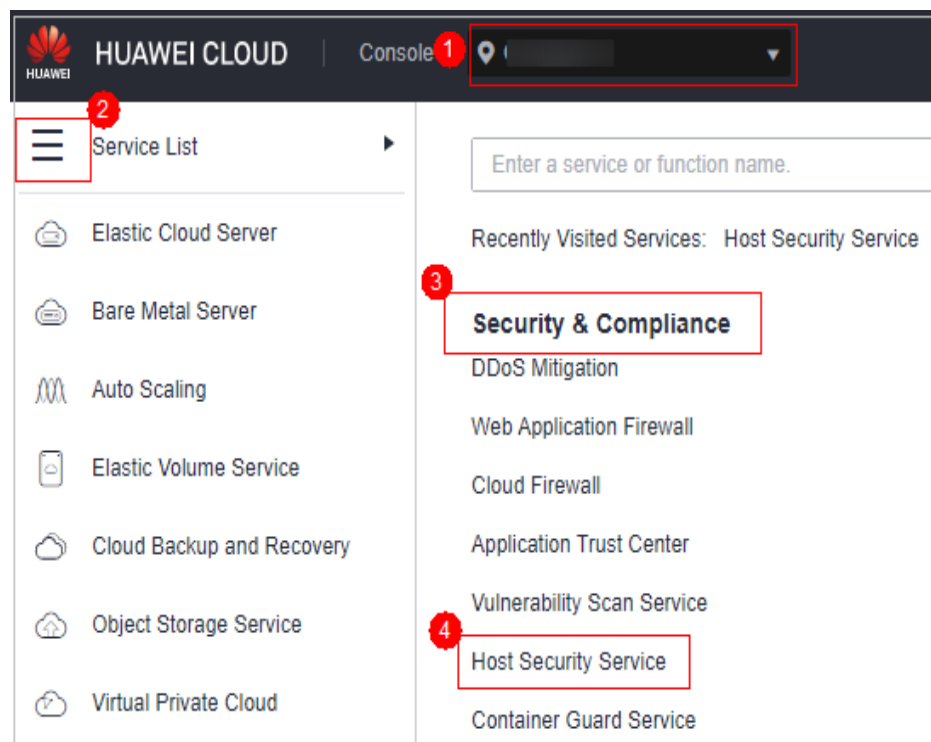 HUAWEI
HUAWEI CLOUD
Console
1
2
Service List
Elastic Cloud Server
Bare Metal Server
Auto Scaling
Elastic Volume Service
Cloud Backup and Recovery
Object Storage Service
Virtual Private Cloud
Enter a service or function name.
Recently Visited Services: Host Security Service
3
Security & Compliance
DDoS Mitigation
Web Application Firewall
Cloud Firewall
Application Trust Center
Vulnerability Scan Service
4
Host Security Service
Container Guard Service